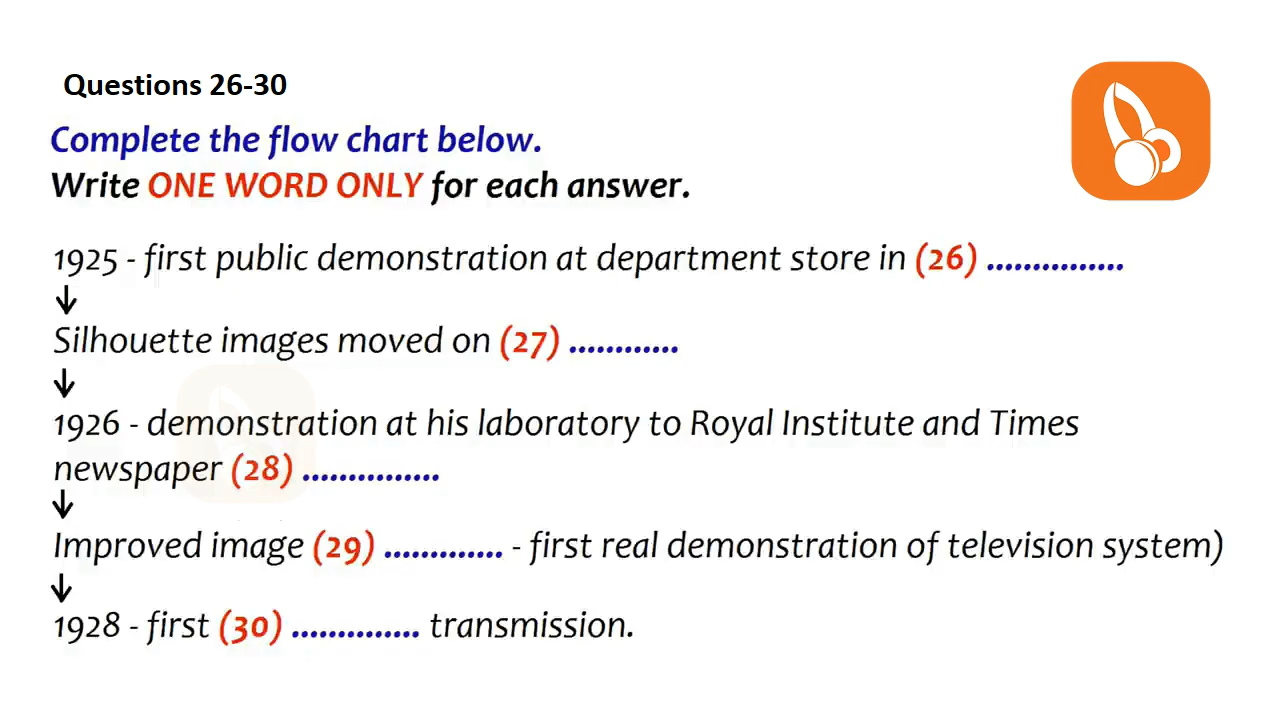 Questions 26-30
Complete the flow chart below.
Write ONE WORD ONLY for each answer.
1925 - first public demonstration at department store in (26) ...............
↓
Silhouette images moved on (27) ............
↓
1926 - demonstration at his laboratory to Royal Institute and Times
newspaper (28) ...............
↓
Improved image (29) ............. - first real demonstration of television system)
↓
1928 - first (30) .............. transmission.